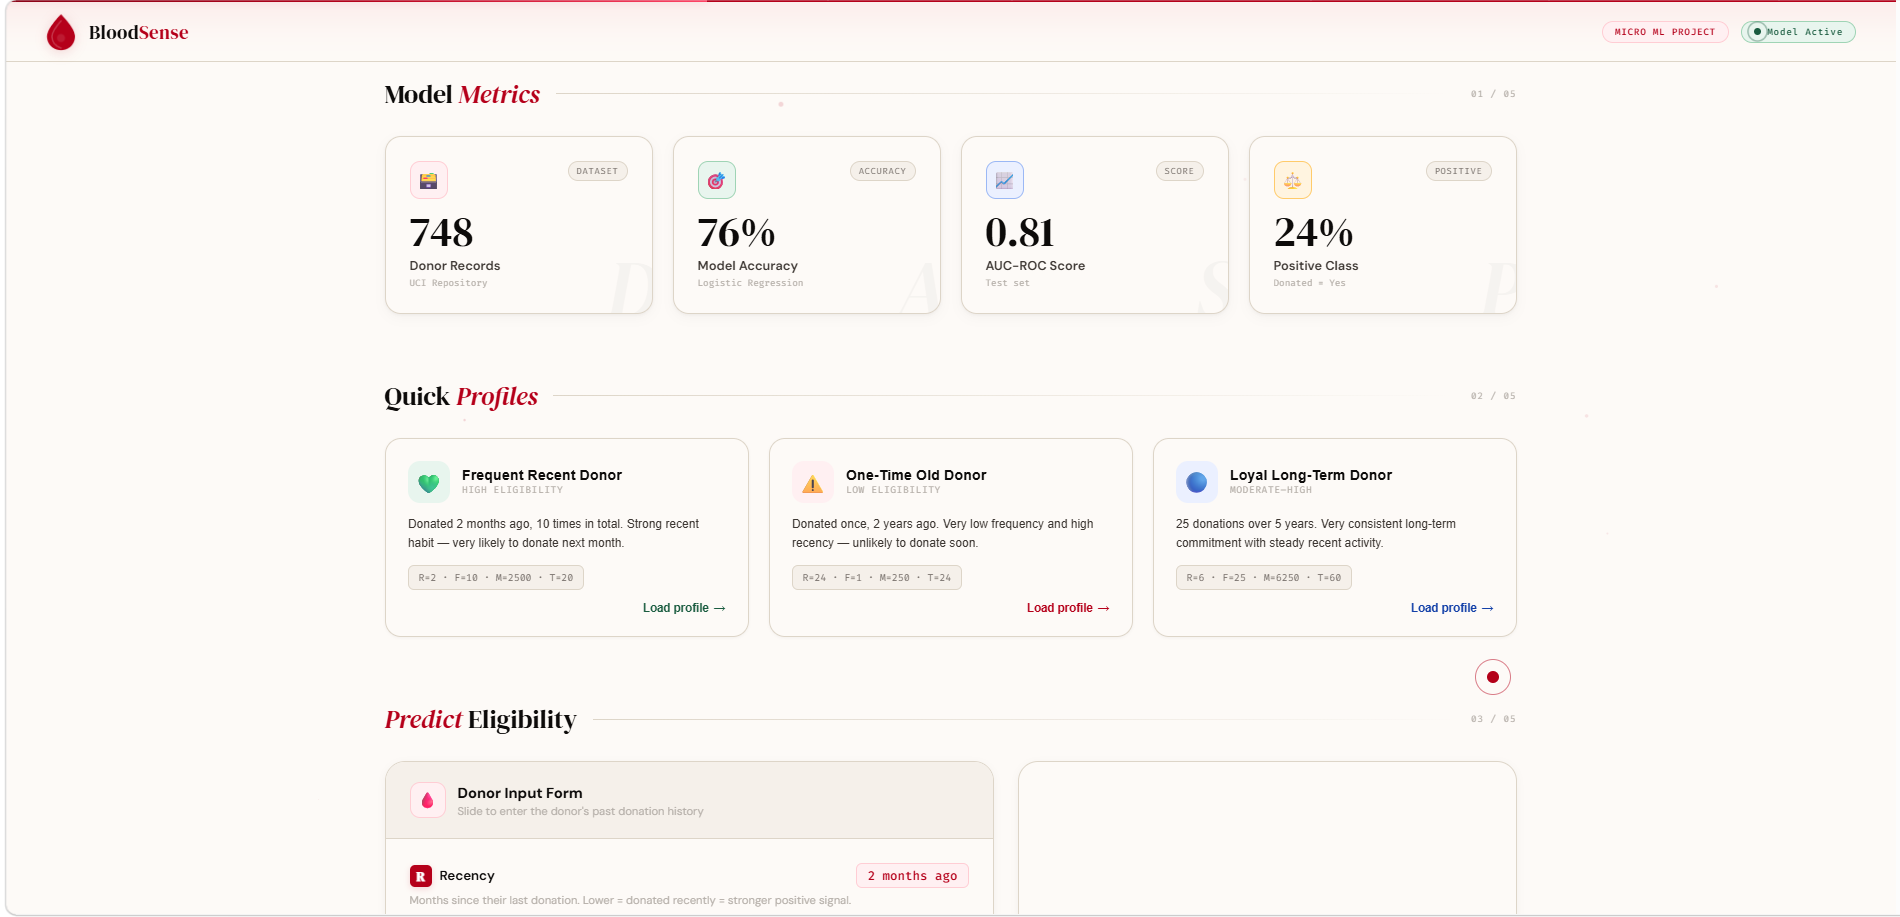 BloodSense
MICRO ML PROJECT
Model Active
Model Metrics
01 / 05
DATASET
748
Donor Records
UCI Repository
D
ACCURACY
76%
Model Accuracy
Logistic Regression
A
SCORE
0.81
AUC-ROC Score
Test set
S
POSITIVE
24%
Positive Class
Donated = Yes
P
Quick Profiles
02 / 05
Frequent Recent Donor
HIGH ELIGIBILITY
Donated 2 months ago, 10 times in total. Strong recent
habit — very likely to donate next month.
R=2 · F=10 · M=2500 · T=20
Load profile →
One-Time Old Donor
LOW ELIGIBILITY
Donated once, 2 years ago. Very low frequency and high
recency — unlikely to donate soon.
R=24 · F=1 · M=250 · T=24
Load profile →
Loyal Long-Term Donor
MODERATE-HIGH
25 donations over 5 years. Very consistent long-term
commitment with steady recent activity.
R=6 · F=25 · M=6250 · T=60
Load profile →
Predict Eligibility
03 / 05
Donor Input Form
Slide to enter the donor's past donation history
R
Recency
2 months ago
Months since their last donation. Lower = donated recently = stronger positive signal.